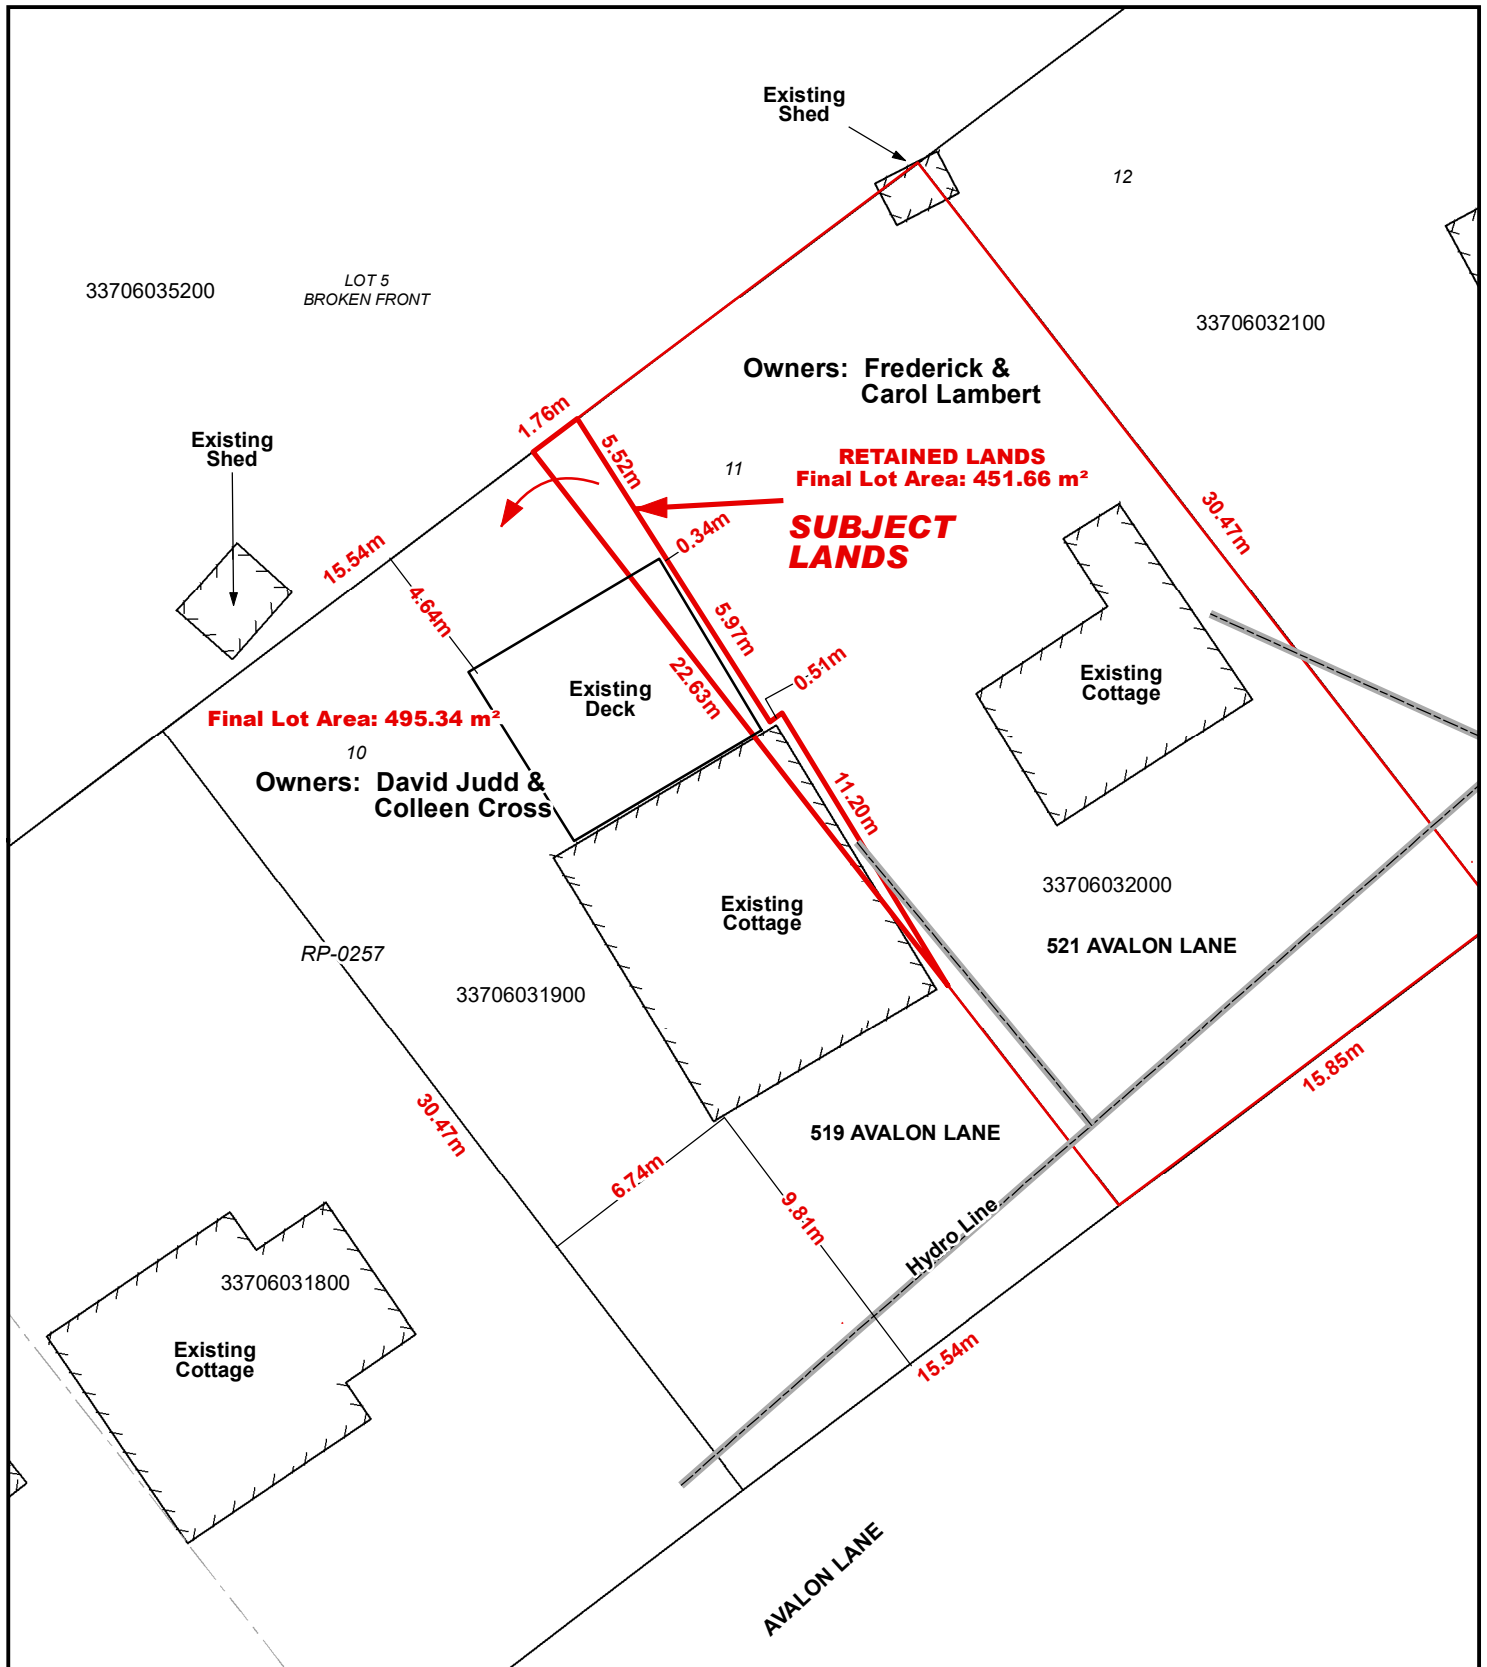 Existing
Shed
12
33706035200
LOT 5
BROKEN FRONT
33706032100
Owners: Frederick &
Carol Lambert
1.76m
Existing
Shed
5.52m
11
RETAINED LANDS
Final Lot Area: 451.66 m²
SUBJECT
LANDS
30.47m
0.34m
15.54m
4.64m
5.97m
0.51m
22.63m
Existing
Deck
Existing
Cottage
Final Lot Area: 495.34 m²
10
Owners: David Judd &
Colleen Cross
11.20m
33706032000
Existing
Cottage
521 AVALON LANE
RP-0257
33706031900
15.85m
30.47m
519 AVALON LANE
6.74m
9.81m
Hydro Line
33706031800
Existing
Cottage
15.54m
AVALON LANE